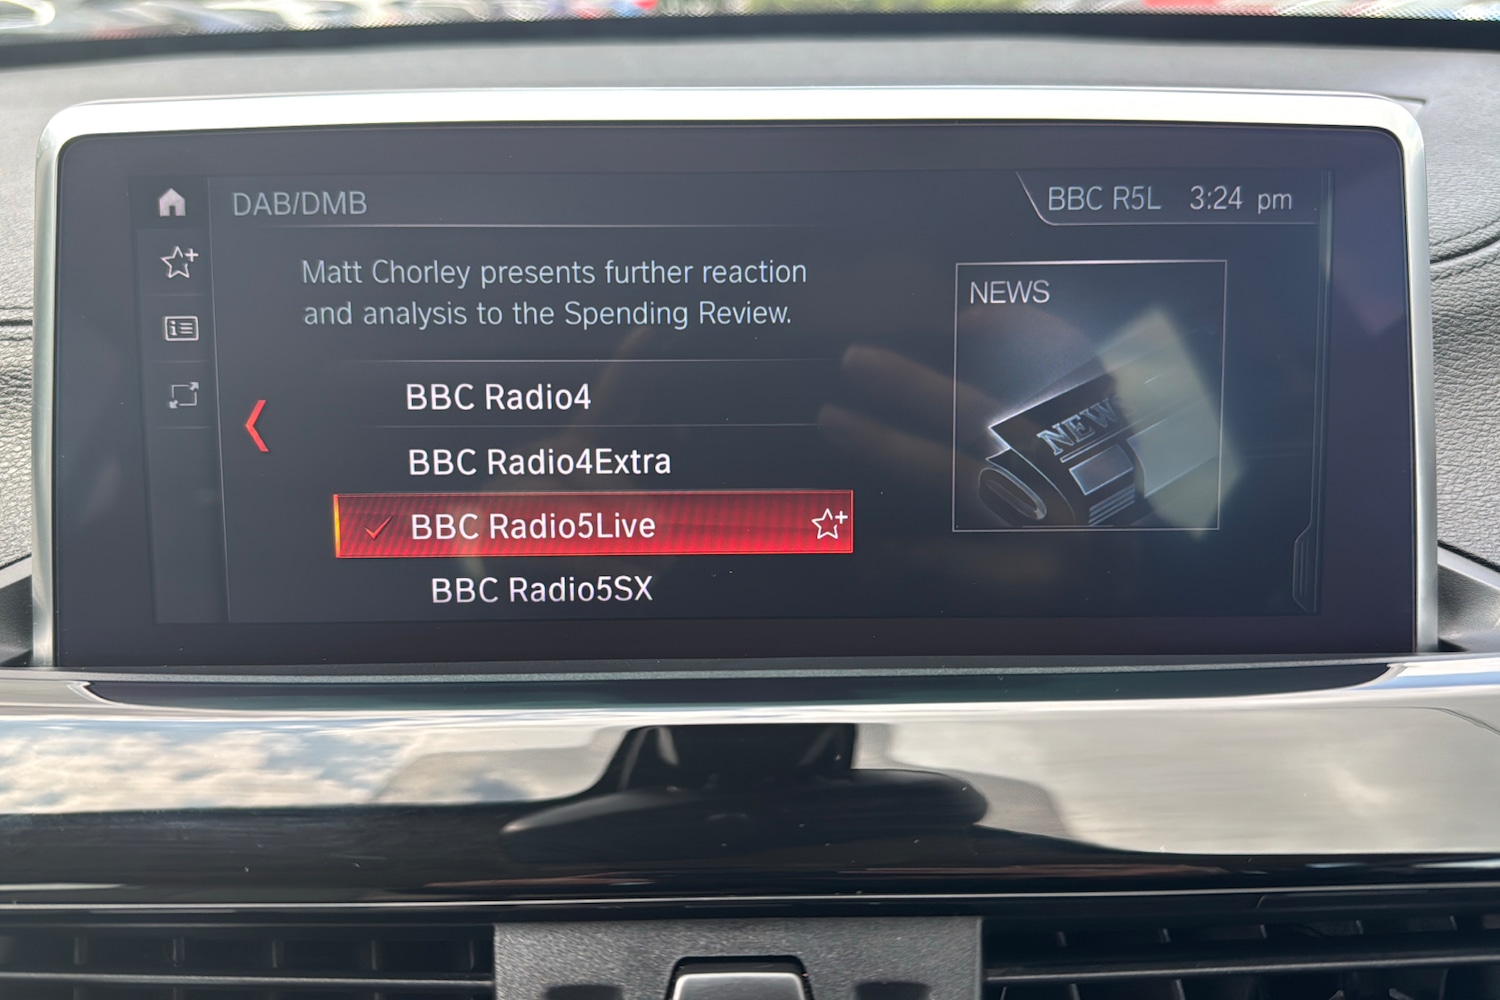 DAB/DMB
BBC R5L 3:24 pm
Matt Chorley presents further reaction
and analysis to the Spending Review.
NEWS
BBC Radio4
BBC Radio4Extra
BBC Radio5Live
BBC Radio5SX
NEWS